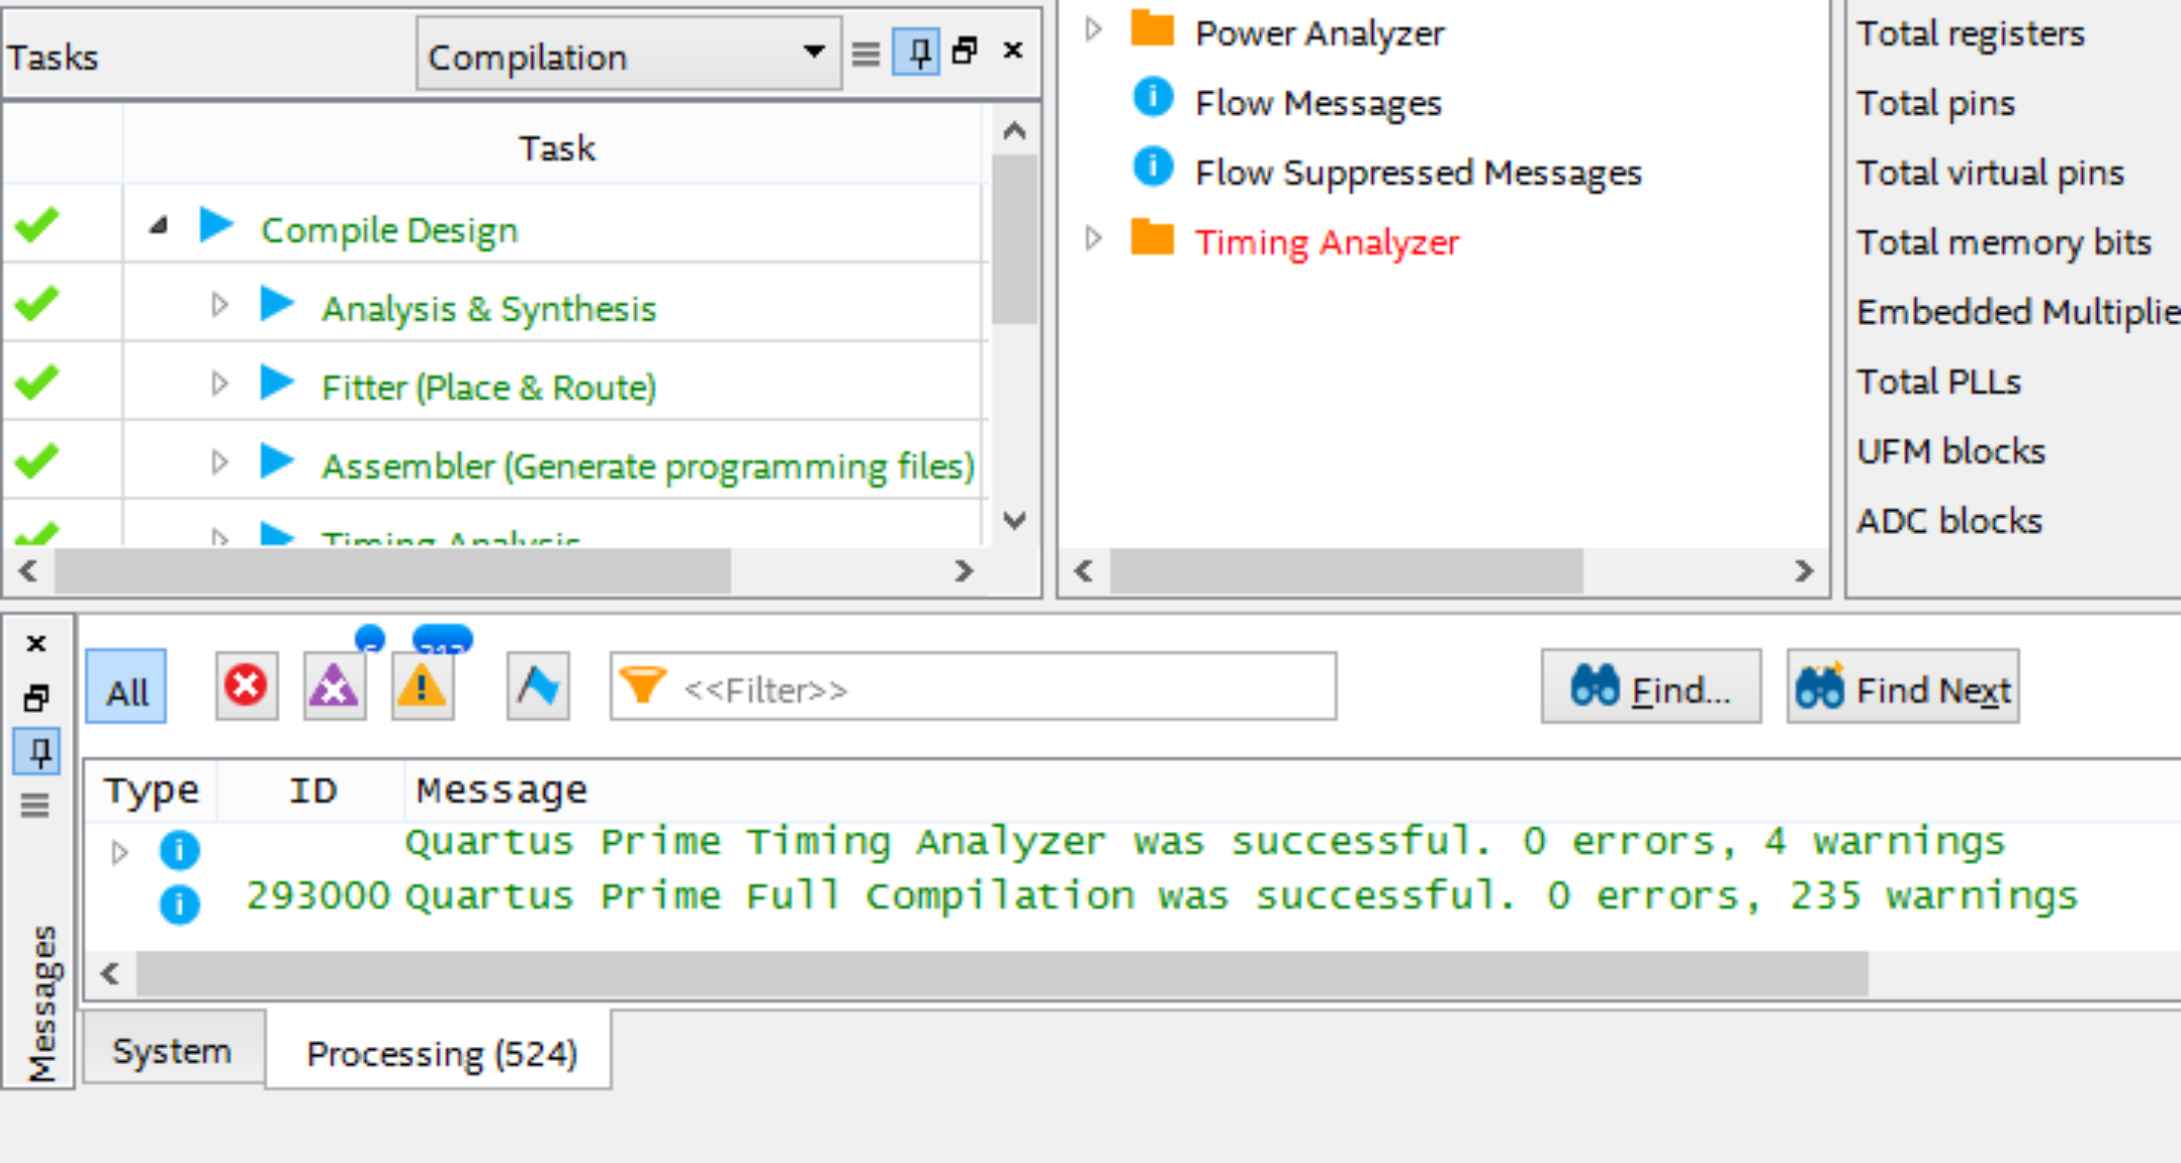 Tasks
Compilation
Task
Compile Design
Analysis & Synthesis
Fitter (Place & Route)
Assembler (Generate programming files)
Timing Analysis
Power Analyzer
Flow Messages
Flow Suppressed Messages
Timing Analyzer
Total registers
Total pins
Total virtual pins
Total memory bits
Embedded Multiplie
Total PLLs
UFM blocks
ADC blocks
All
<<Filter>>
Find...
Find Next
Type ID Message
Quartus Prime Timing Analyzer was successful. 0 errors, 4 warnings
293000 Quartus Prime Full Compilation was successful. 0 errors, 235 warnings
Messages
System
Processing (524)